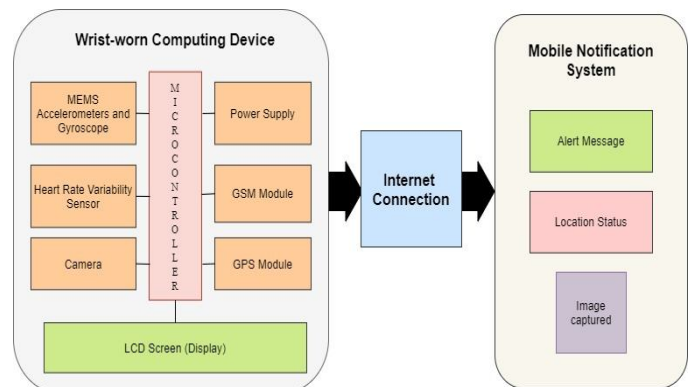 Wrist-worn Computing Device
MEMS
Accelerometers and
Gyroscope
Heart Rate Variability
Sensor
Camera
M
I
C
R
O
C
O
N
T
R
O
L
L
E
R
Power Supply
GSM Module
GPS Module
LCD Screen (Display)
Internet
Connection
Mobile Notification
System
Alert Message
Location Status
Image
captured